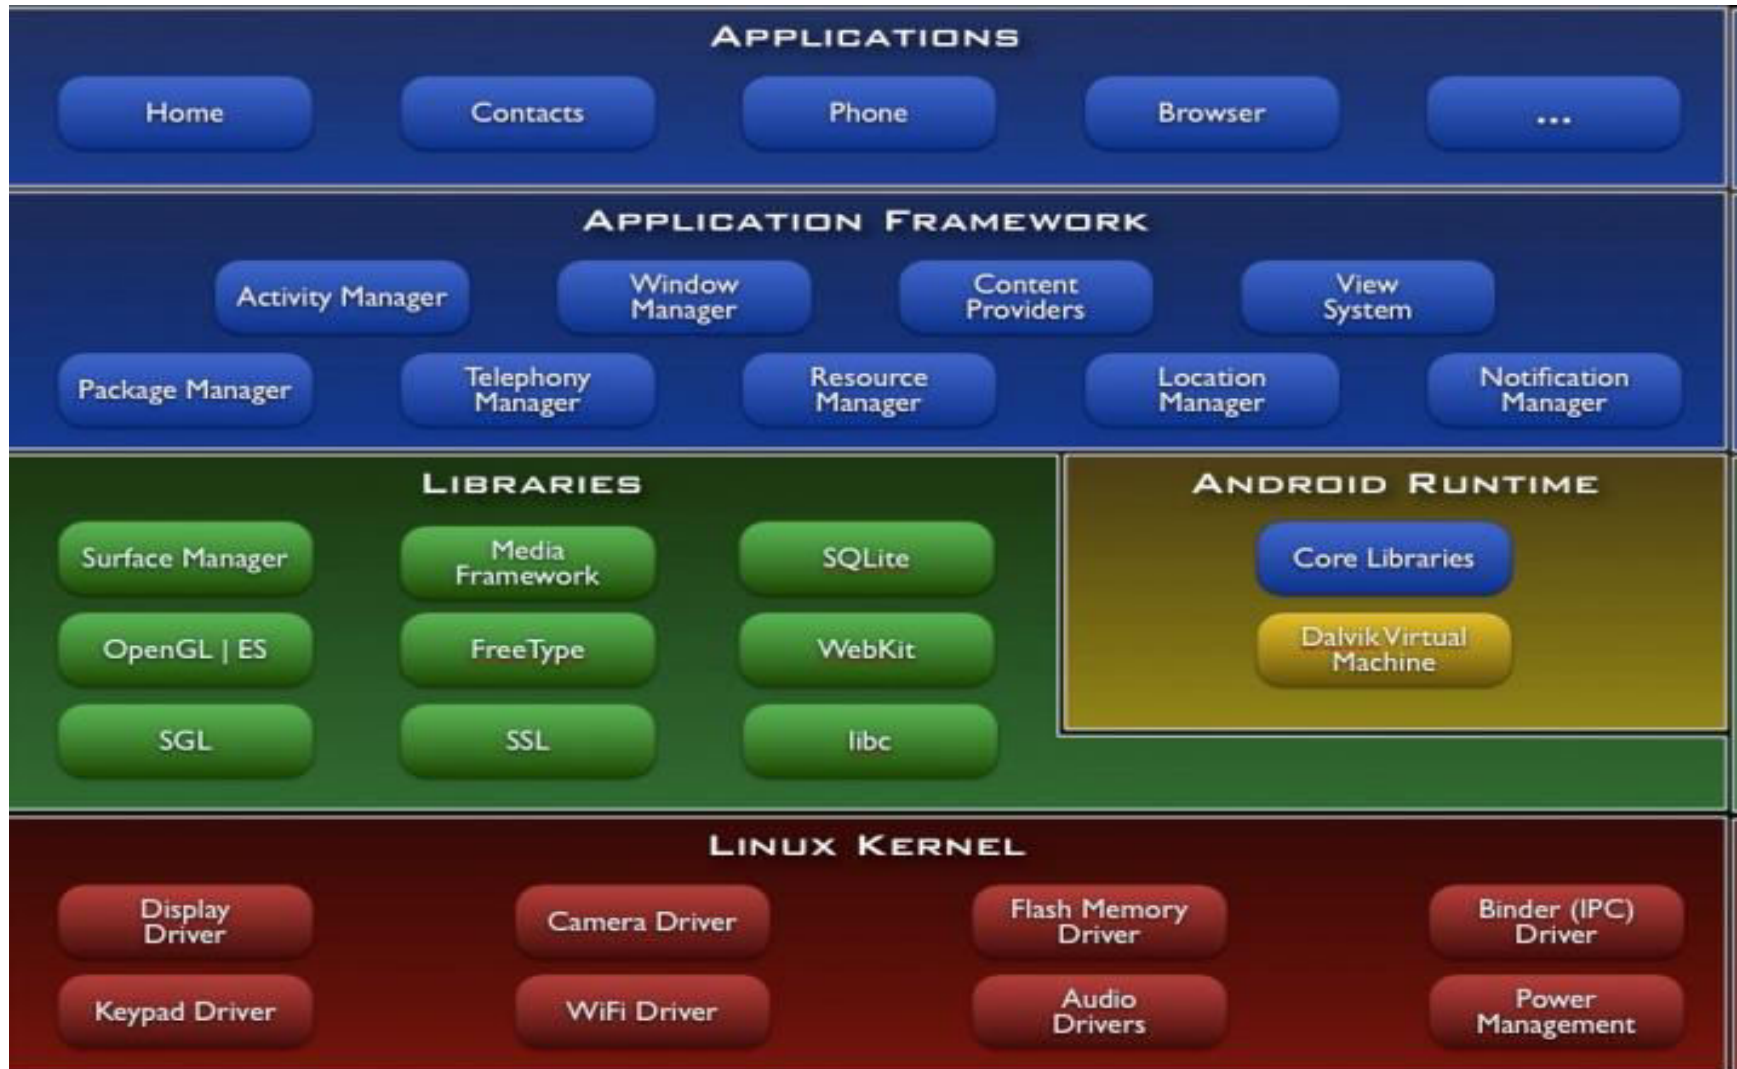 APPLICATIONS
Home
Contacts
Phone
Browser
...
APPLICATION FRAMEWORK
Activity Manager
Window
Manager
Content
Providers
View
System
Package Manager
Telephony
Manager
Resource
Manager
Location
Manager
Notification
Manager
LIBRARIES
Surface Manager
Media
Framework
SQLite
OpenGL | ES
FreeType
WebKit
SGL
SSL
libc
ANDROID RUNTIME
Core Libraries
Dalvik Virtual
Machine
LINUX KERNEL
Display
Driver
Camera Driver
Flash Memory
Driver
Binder (IPC)
Driver
Keypad Driver
WiFi Driver
Audio
Drivers
Power
Management